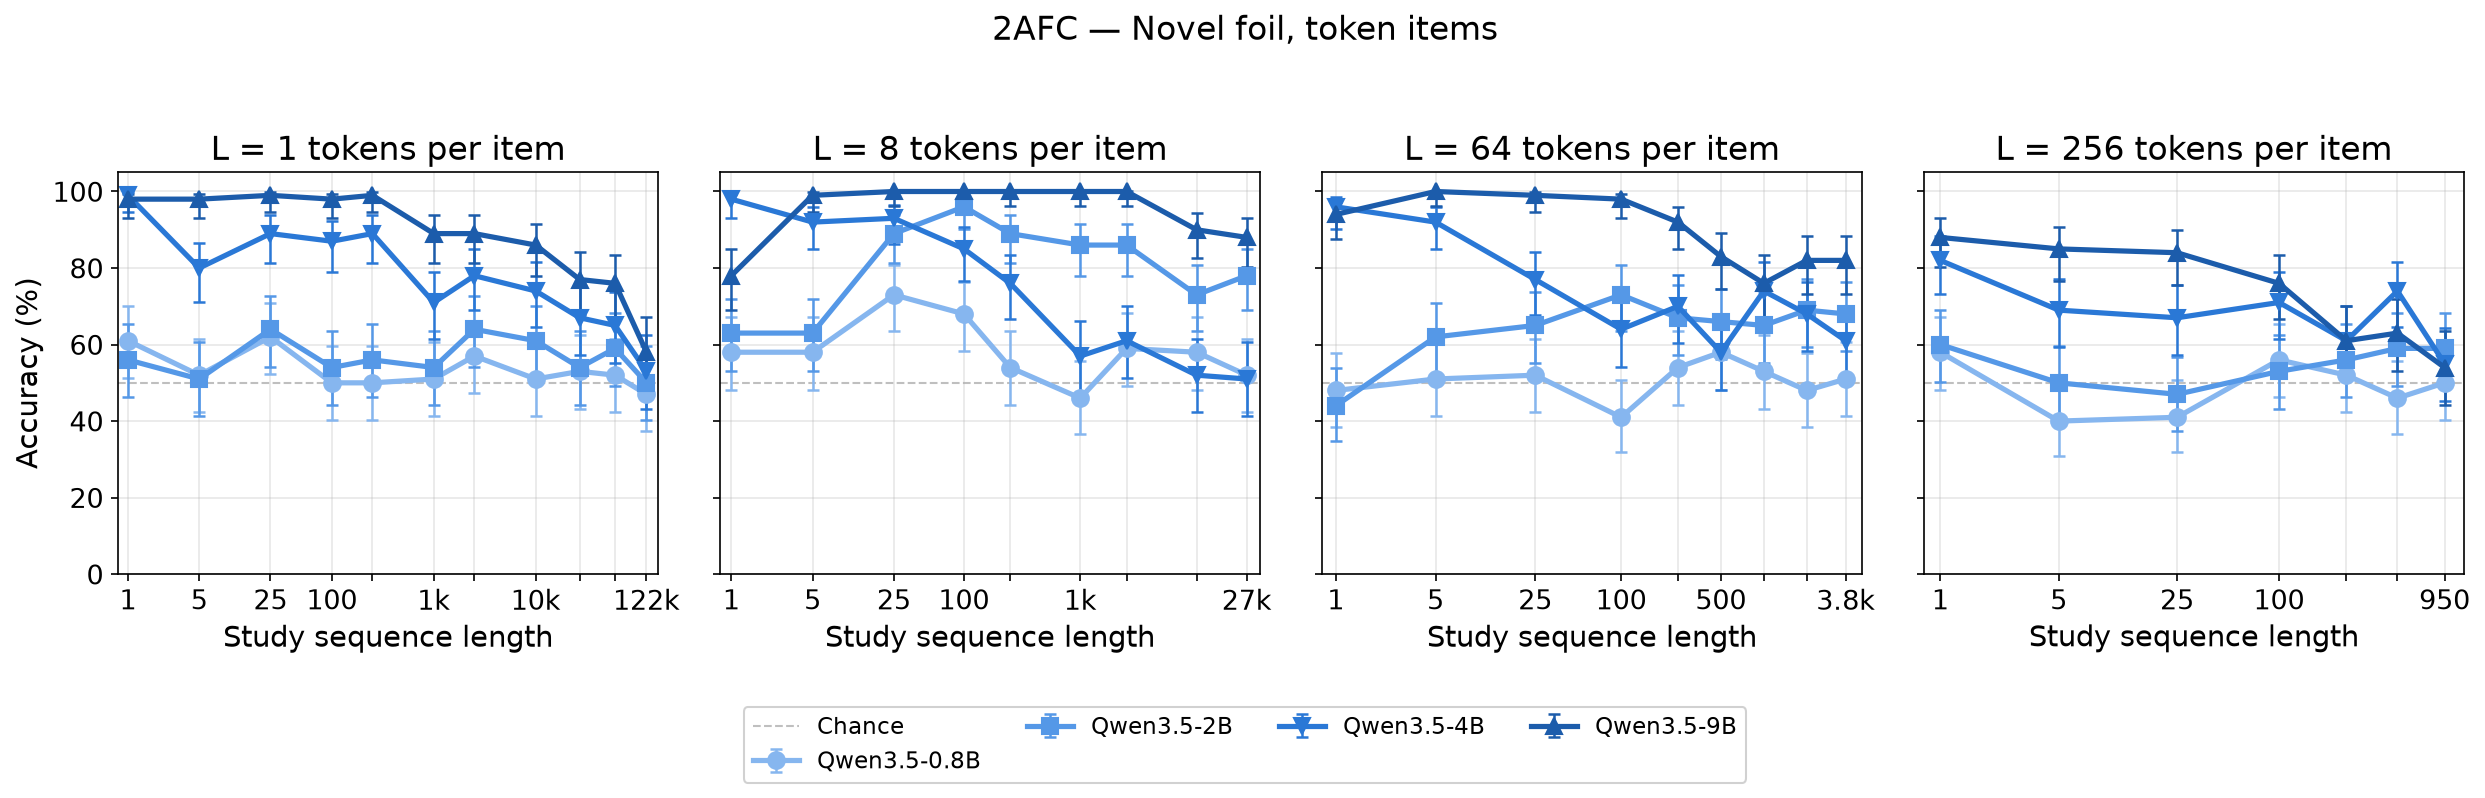 2AFC — Novel foil, token items
L = 1 tokens per item
L = 8 tokens per item
L = 64 tokens per item
L = 256 tokens per item
Accuracy (%)
100
80
60
40
20
0
1 5 25 100 1k 10k 122k
1 5 25 100 1k 27k
1 5 25 100 500 3.8k
1 5 25 100 950
Study sequence length
Study sequence length
Study sequence length
Study sequence length
Chance
Qwen3.5-0.8B
Qwen3.5-2B
Qwen3.5-4B
Qwen3.5-9B